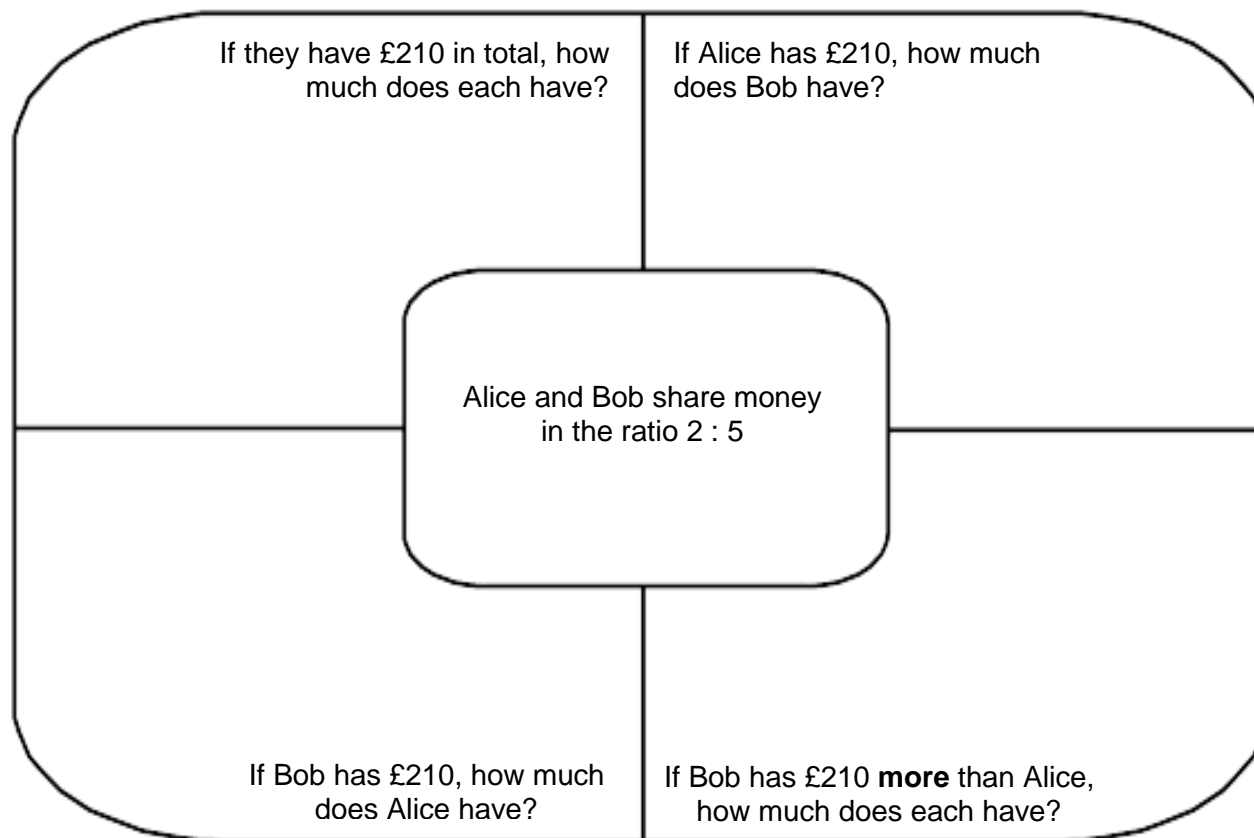 If they have £210 in total, how
much does each have?
If Alice has £210, how much
does Bob have?
Alice and Bob share money
in the ratio 2 : 5
If Bob has £210, how much
does Alice have?
If Bob has £210 more than Alice,
how much does each have?